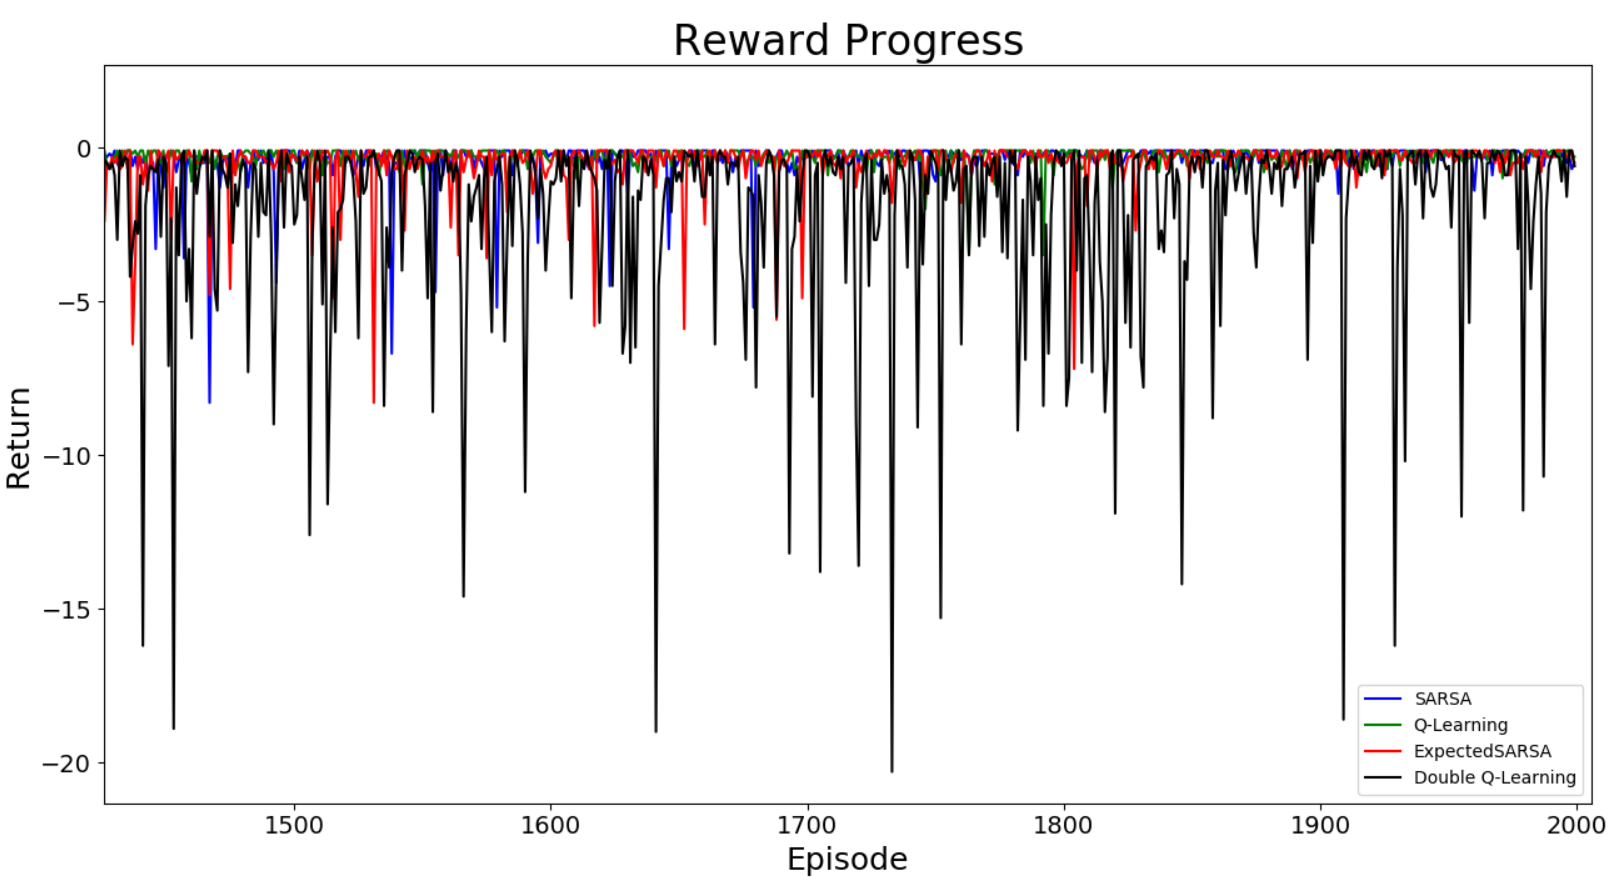 Reward Progress
Return
0
−5
−10
−15
−20
SARSA
Q-Learning
ExpectedSARSA
Double Q-Learning
1500 1600 1700 1800 1900 2000
Episode